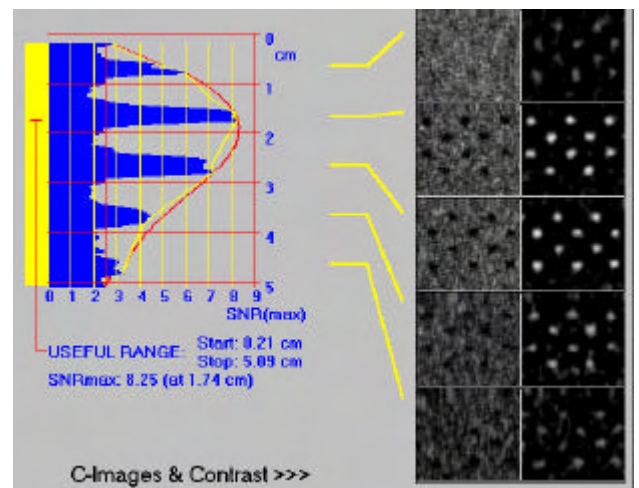 0
cm
1
2
3
4
5
0 1 2 3 4 5 6 7 8 9
SNR(max)
USEFUL RANGE: Start: 0.21 cm
Stop: 5.09 cm
SNRmax: 8.25 (at 1.74 cm)
C-Images & Contrast >>>